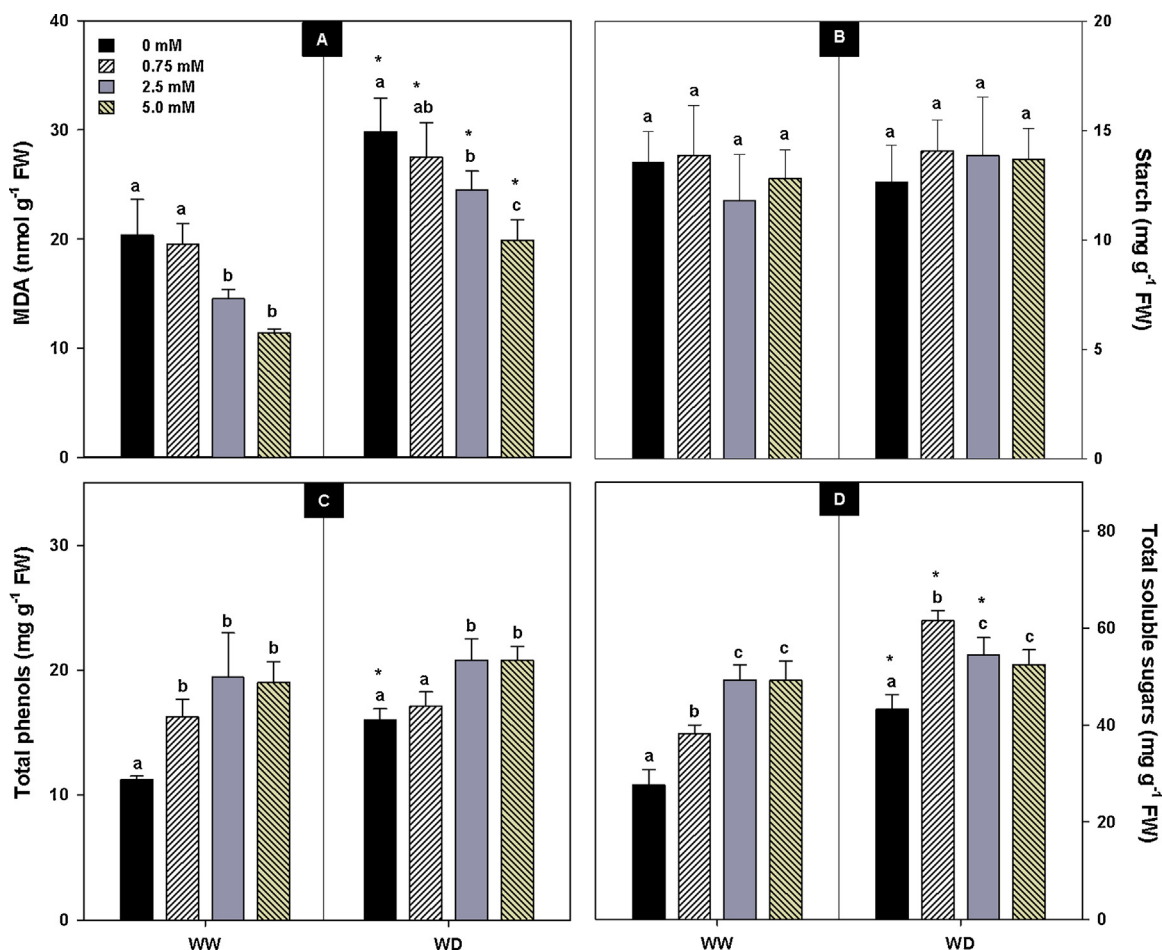 A
0 mM
0.75 mM
2.5 mM
5.0 mM
MDA (nmol g-1 FW)
40
30
20
10
0
a
a
b
b
*
a
*
ab
*
b
*
c
B
Starch (mg g-1 FW)
20
15
10
5
0
a
a
a
a
a
a
a
a
C
Total phenols (mg g-1 FW)
30
20
10
0
a
b
b
b
*
a
a
b
b
WW
WD
D
Total soluble sugars (mg g-1 FW)
80
60
40
20
0
a
b
c
c
*
a
*
b
*
c
c
WW
WD